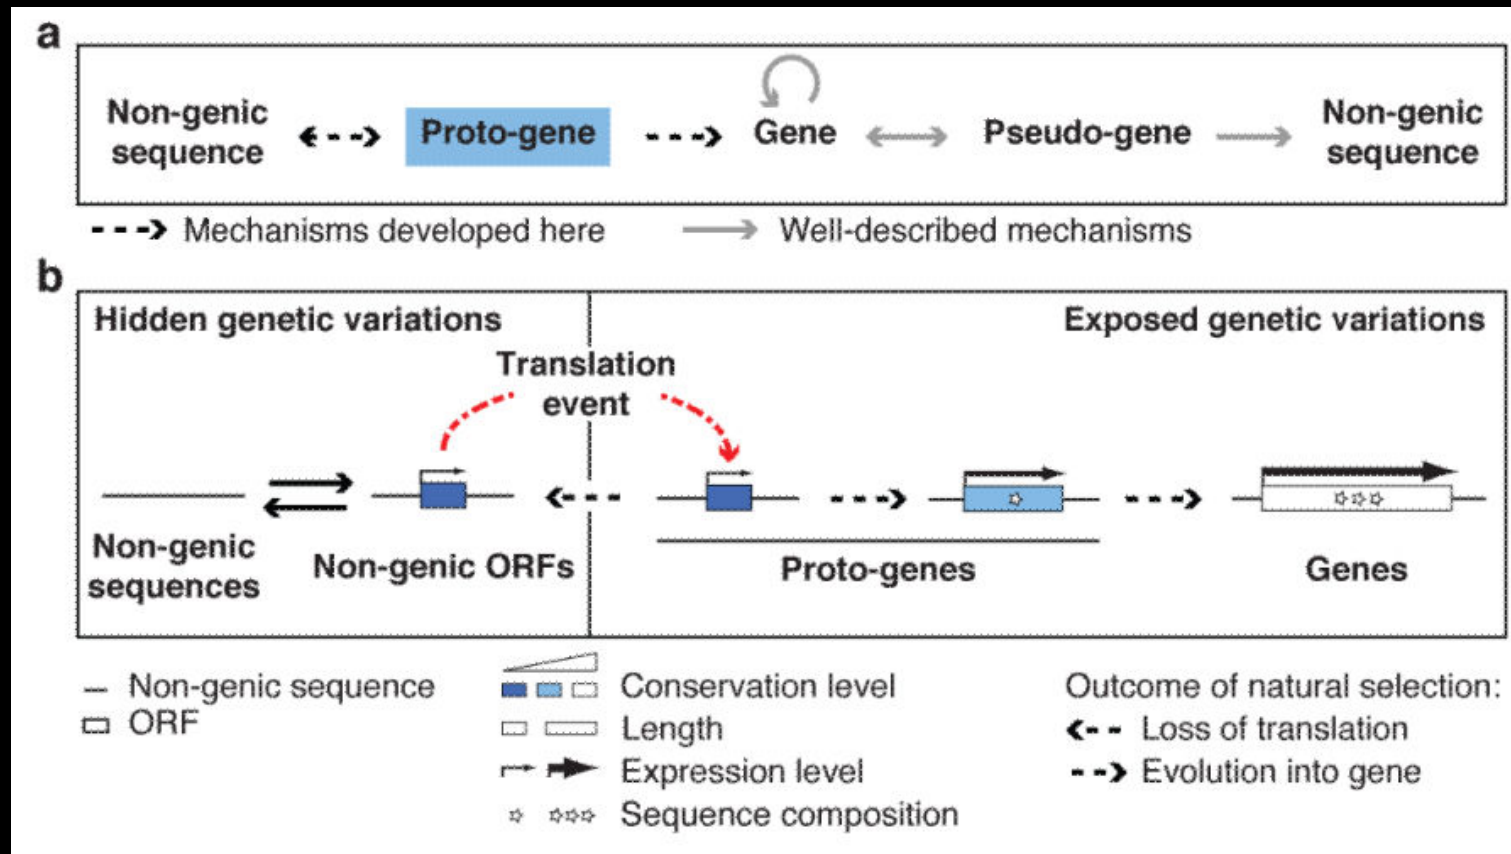 a
Non-genic
sequence
Proto-gene
Gene
Pseudo-gene
Non-genic
sequence
Mechanisms developed here
Well-described mechanisms
b
Hidden genetic variations
Exposed genetic variations
Translation
event
Non-genic
sequences
Non-genic ORFs
Proto-genes
Genes
Non-genic sequence
ORF
Conservation level
Length
Expression level
Sequence composition
Outcome of natural selection:
Loss of translation
Evolution into gene